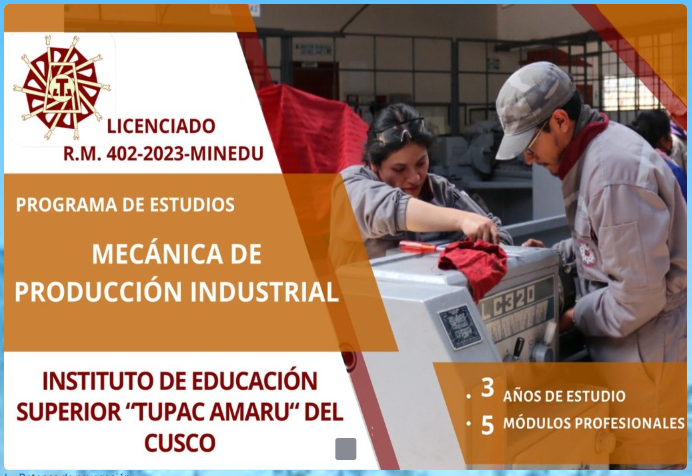 LICENCIADO
R.M. 402-2023-MINEDU
PROGRAMA DE ESTUDIOS
MECÁNICA DE
PRODUCCIÓN INDUSTRIAL
LC320
INSTITUTO DE EDUCACIÓN
SUPERIOR “TUPAC AMARU“ DEL
CUSCO
• 3 AÑOS DE ESTUDIO
• 5 MÓDULOS PROFESIONALES